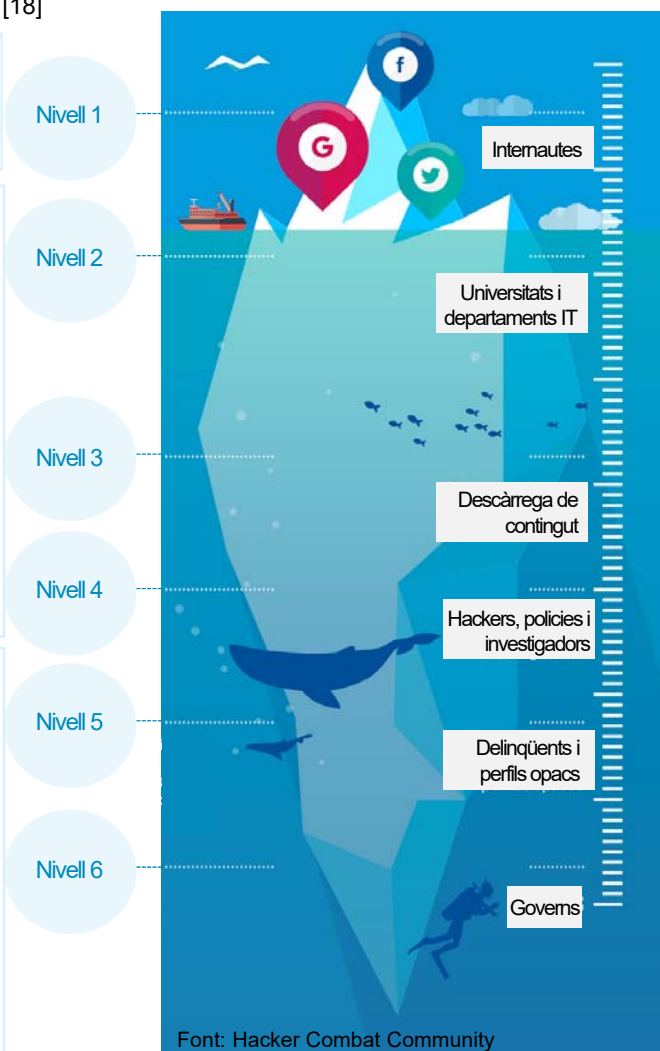 [18]
Nivell 1
f
G
Internautes
Nivell 2
Universitats i
departaments IT
Nivell 3
Descàrrega de
contingut
Nivell 4
Hackers, policies i
investigadors
Nivell 5
Delinqüents i
perfils opacs
Nivell 6
Governs
Font: Hacker Combat Community